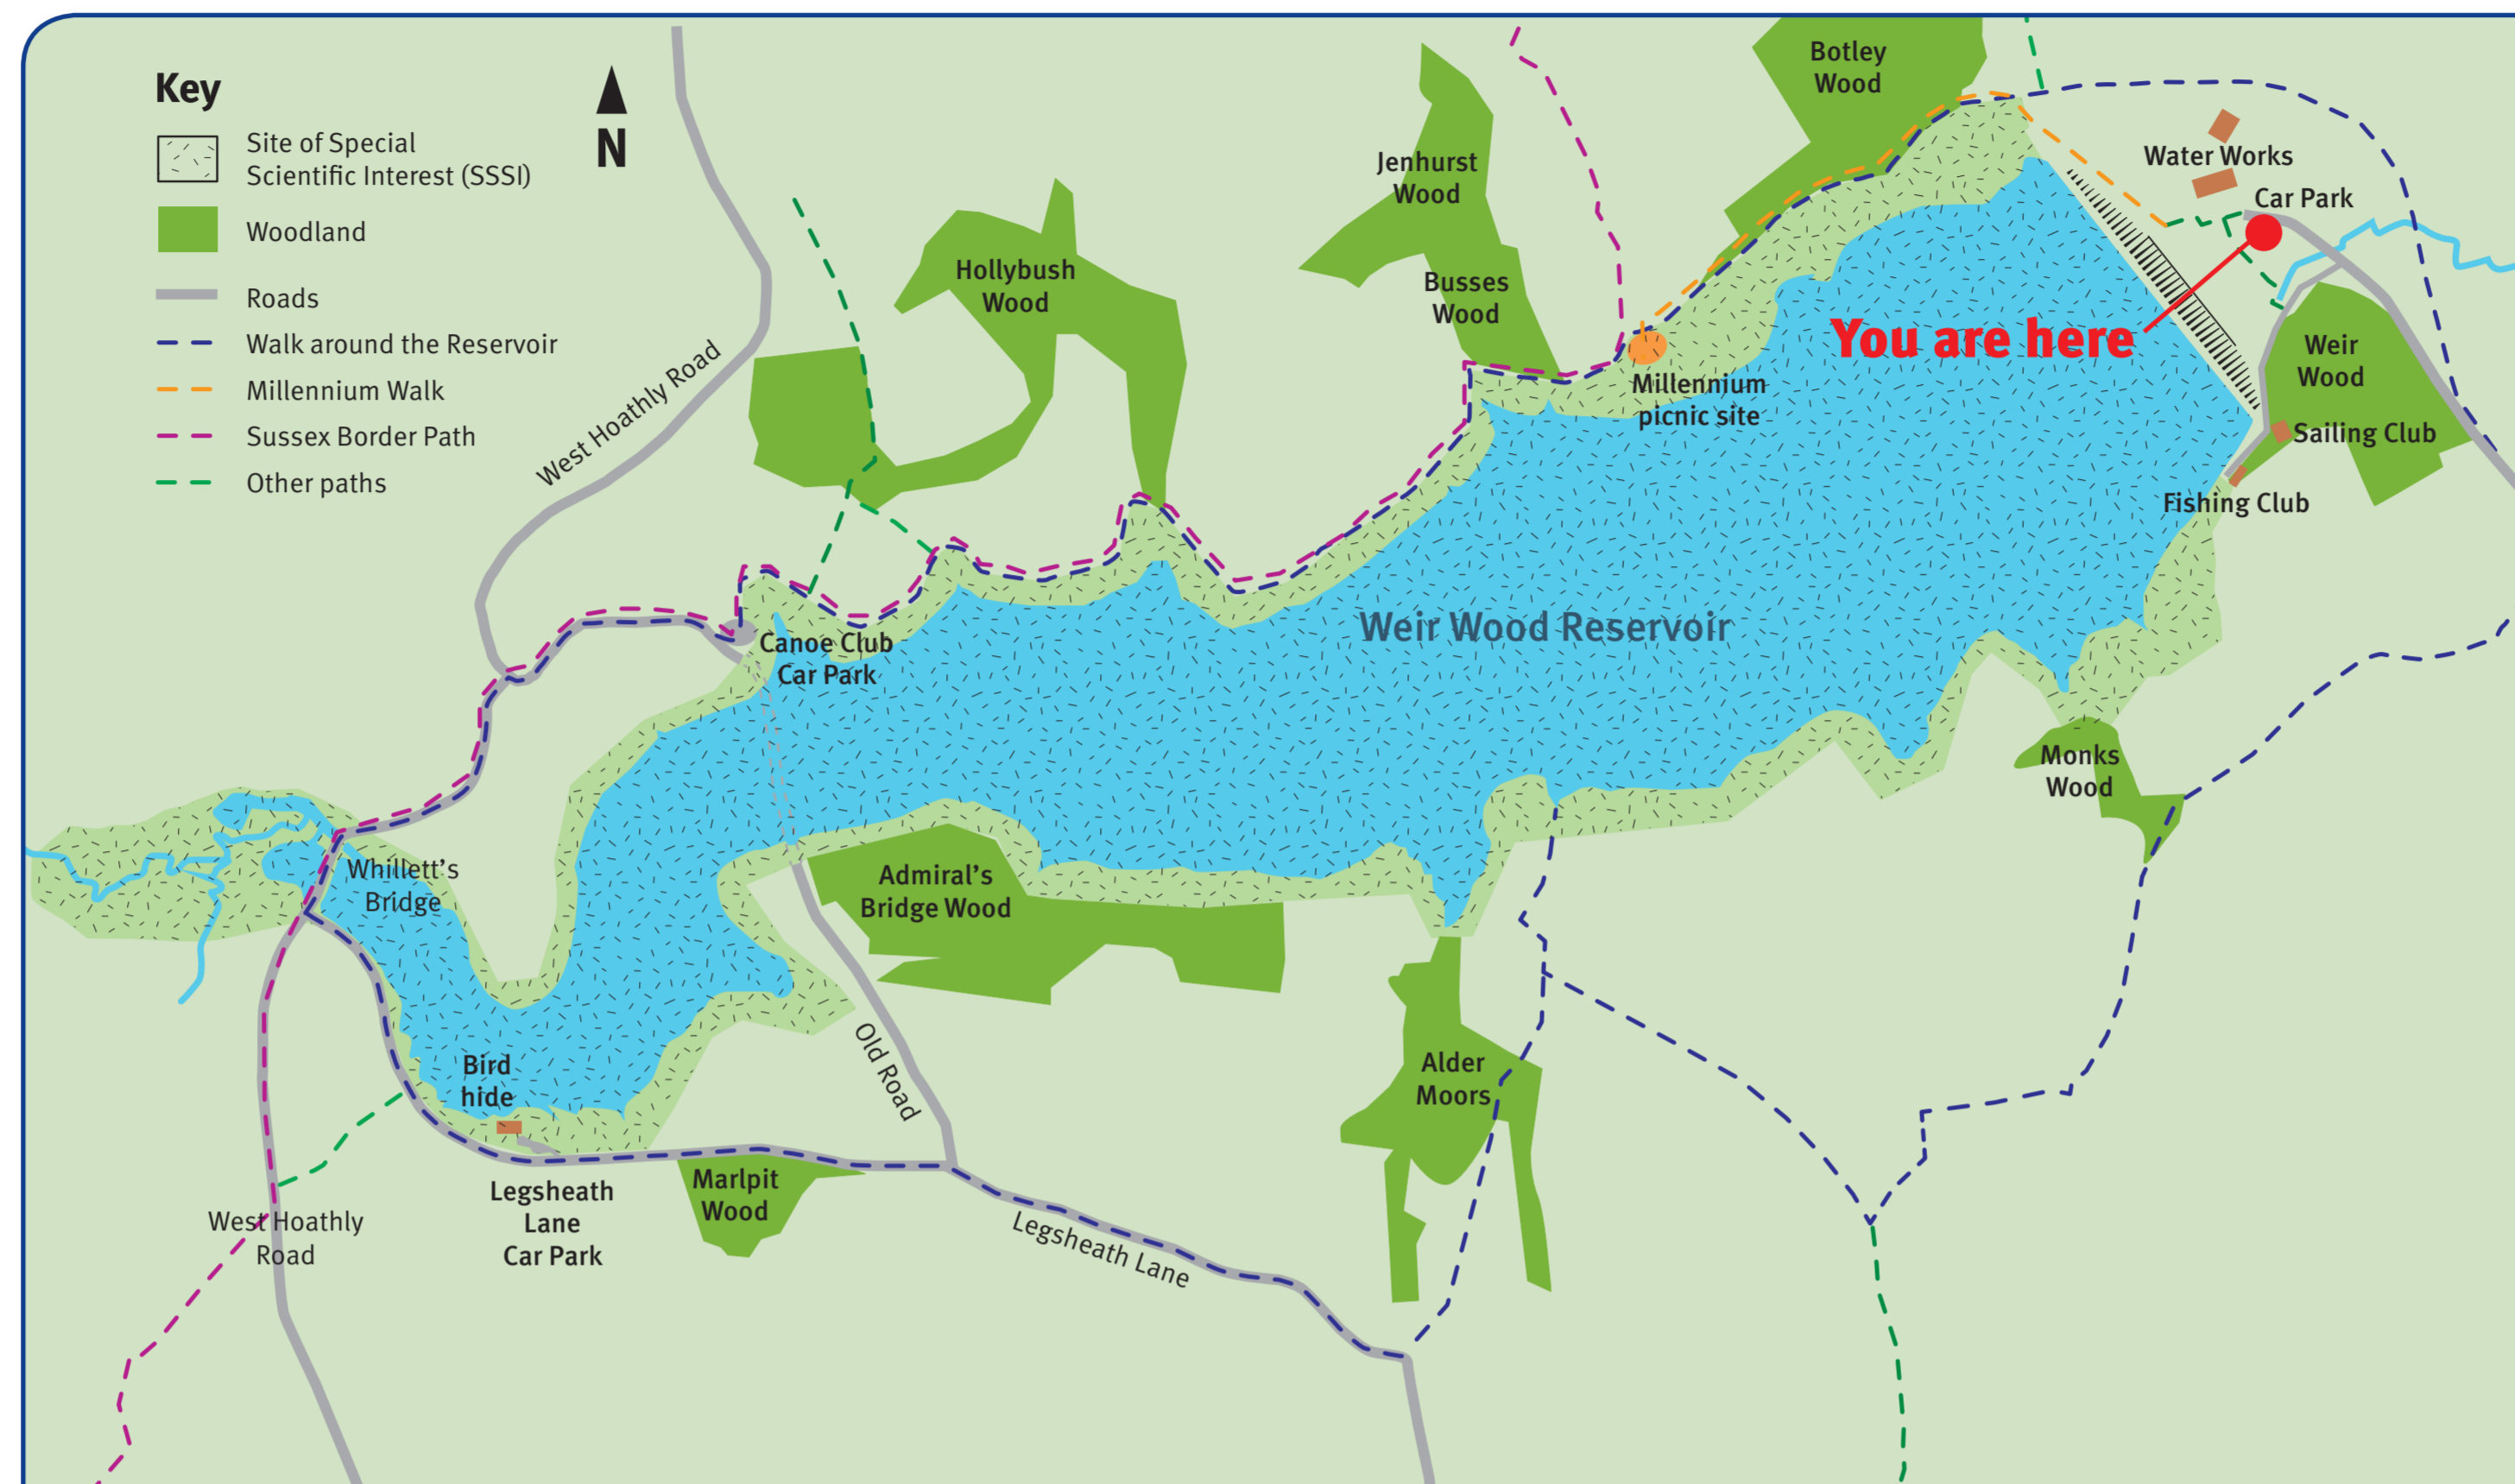 Key
Site of Special
Scientific Interest (SSSI)
Woodland
Roads
Walk around the Reservoir
Millennium Walk
Sussex Border Path
Other paths
N
West Hoathly Road
Hollybush
Wood
Jenhurst
Wood
Busses
Wood
Botley
Wood
Water Works
Car Park
You are here
Weir
Wood
Millennium
picnic site
Sailing Club
Fishing Club
Weir Wood Reservoir
Canoe Club
Car Park
Monks
Wood
Whillett's
Bridge
Admiral's
Bridge Wood
Old Road
Bird
hide
Alder
Moors
Legsheath
Lane
Car Park
Marlpit
Wood
West Hoathly
Road
Legsheath Lane